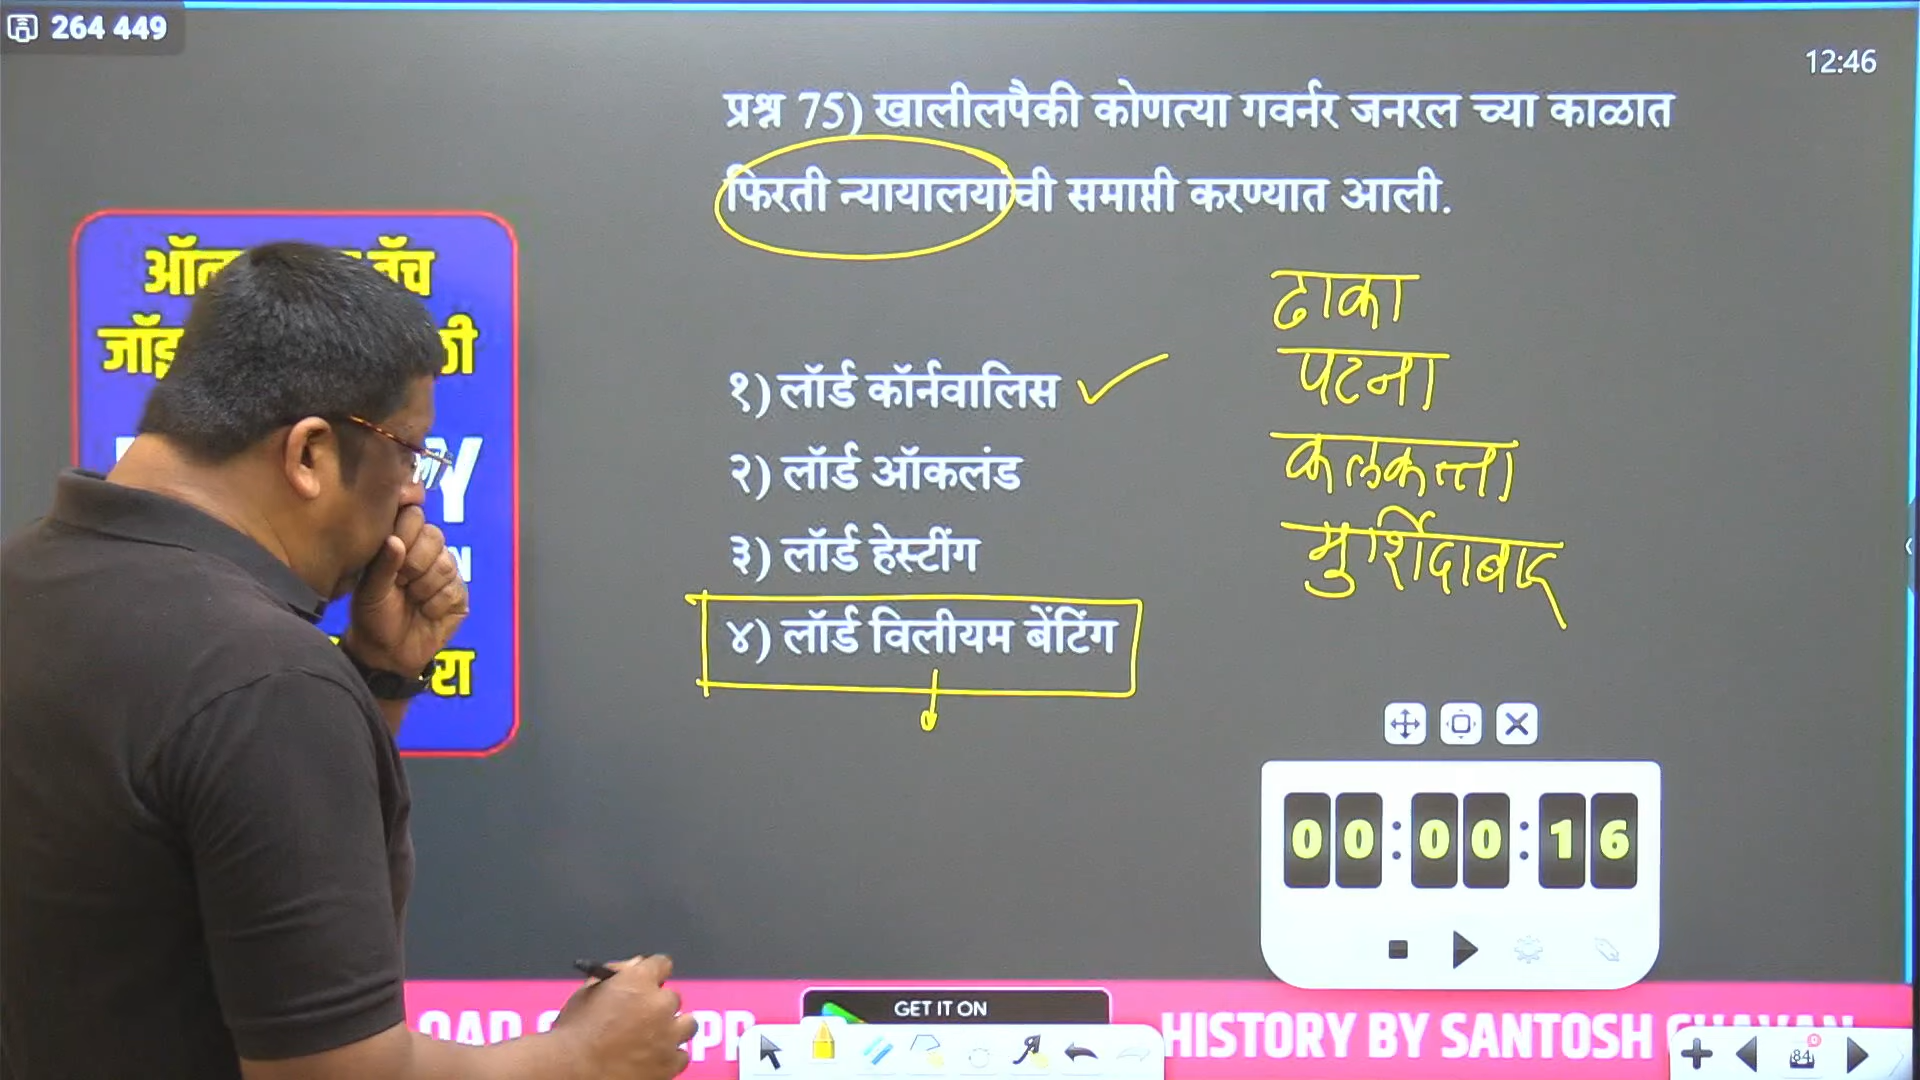 264 449
12:46
प्रश्न 75) खालीलपैकी कोणत्या गवर्नर जनरल च्या काळात
फिरती न्यायालयांची समाप्ती करण्यात आली.
१) लॉर्ड कॉर्नवालिस
२) लॉर्ड ऑकलंड
३) लॉर्ड हेस्टींग
४) लॉर्ड विलीयम बेंटिंग
ढाका
पटना
कलकत्ता
मुर्शिदाबाद
00:00:16
GET IT ON
HISTORY BY SANTOSH
84